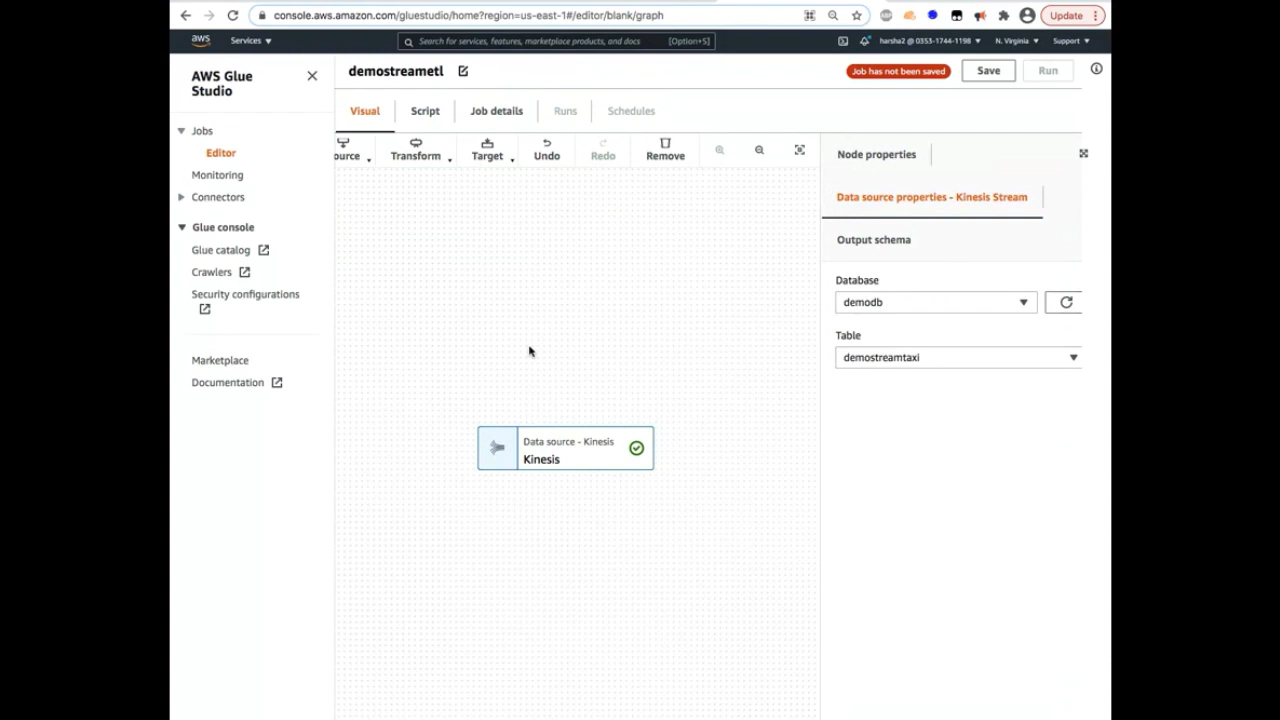 console.aws.amazon.com/gluestudio/home?region=us-east-1#/editor/blank/graph
Update
aws
Services
Search for services, features, marketplace products, and docs
[Option+S]
harsha2 @ 0353-1744-1198
N. Virginia
Support
AWS Glue
Studio
Jobs
Editor
Monitoring
Connectors
Glue console
Glue catalog
Crawlers
Security configurations
Marketplace
Documentation
demostreametl
Job has not been saved
Save
Run
Visual
Script
Job details
Runs
Schedules
ource
Transform
Target
Undo
Redo
Remove
Data source - Kinesis
Kinesis
Node properties
Data source properties - Kinesis Stream
Output schema
Database
demodb
Table
demostreamtaxi